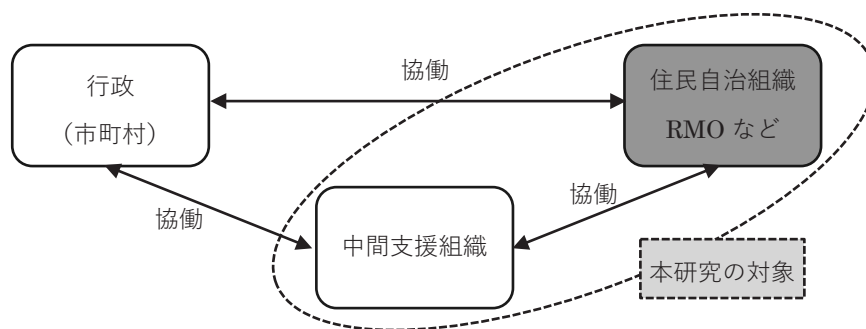 協働
行政
（市町村）
住民自治組織
RMO など
協働
協働
中間支援組織
本研究の対象